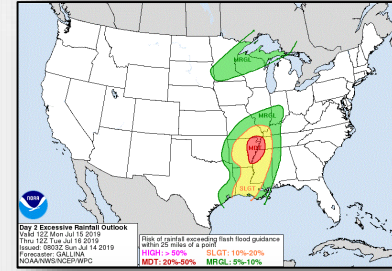 MRGL
MRGL
MDT
SLGT
NOAA
Day 2 Excessive Rainfall Outlook
Valid 12Z Mon Jul 15 2019
Thru 12Z Tue Jul 16 2019
Issued: 0803Z Sun Jul 14 2019
Forecaster: GALLINA
NOAA/NWS/NCEP/WPC
Risk of rainfall exceeding flash flood guidance
within 25 miles of a point
HIGH: > 50% SLGT: 10%-20%
MDT: 20%-50% MRGL: 5%-10%